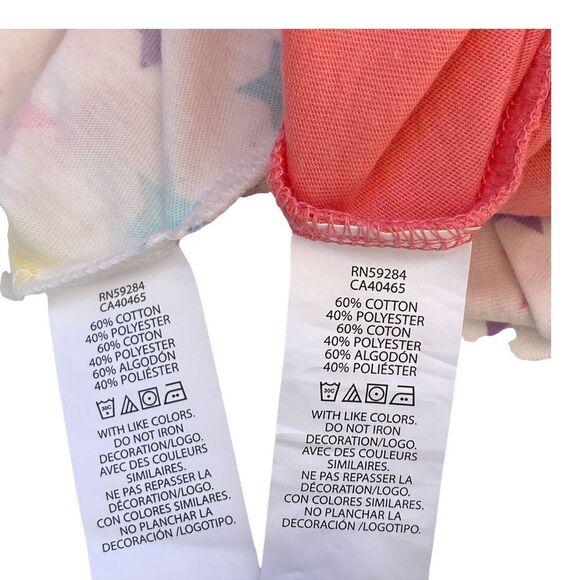 RN59284
CA40465
60% COTTON
40% POLYESTER
60% COTON
40% POLYESTER
60% ALGODÓN
40% POLIÉSTER
30C
WITH LIKE COLORS.
DO NOT IRON
DECORATION/LOGO.
AVEC DES COULEURS
SIMILAIRES.
NE PAS REPASSER LA
DÉCORATION/LOGO.
CON COLORES SIMILARES.
NO PLANCHAR LA
DECORACIÓN /LOGOTIPO.
RN59284
CA40465
60% COTTON
40% POLYESTER
60% COTON
40% POLYESTER
60% ALGODÓN
40% POLIÉSTER
30C
WITH LIKE COLORS.
DO NOT IRON
DECORATION/LOGO.
AVEC DES COULEURS
SIMILAIRES.
NE PAS REPASSER LA
DÉCORATION/LOGO.
CON COLORES SIMILARES.
NO PLANCHAR LA
DECORACIÓN /LOGOTIPO.